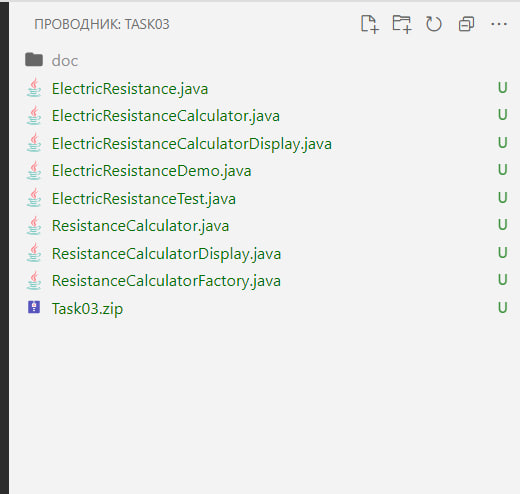 ПРОВОДНИК: TASK03
doc
ElectricResistance.java U
ElectricResistanceCalculator.java U
ElectricResistanceCalculatorDisplay.java U
ElectricResistanceDemo.java U
ElectricResistanceTest.java U
ResistanceCalculator.java U
ResistanceCalculatorDisplay.java U
ResistanceCalculatorFactory.java U
Task03.zip U